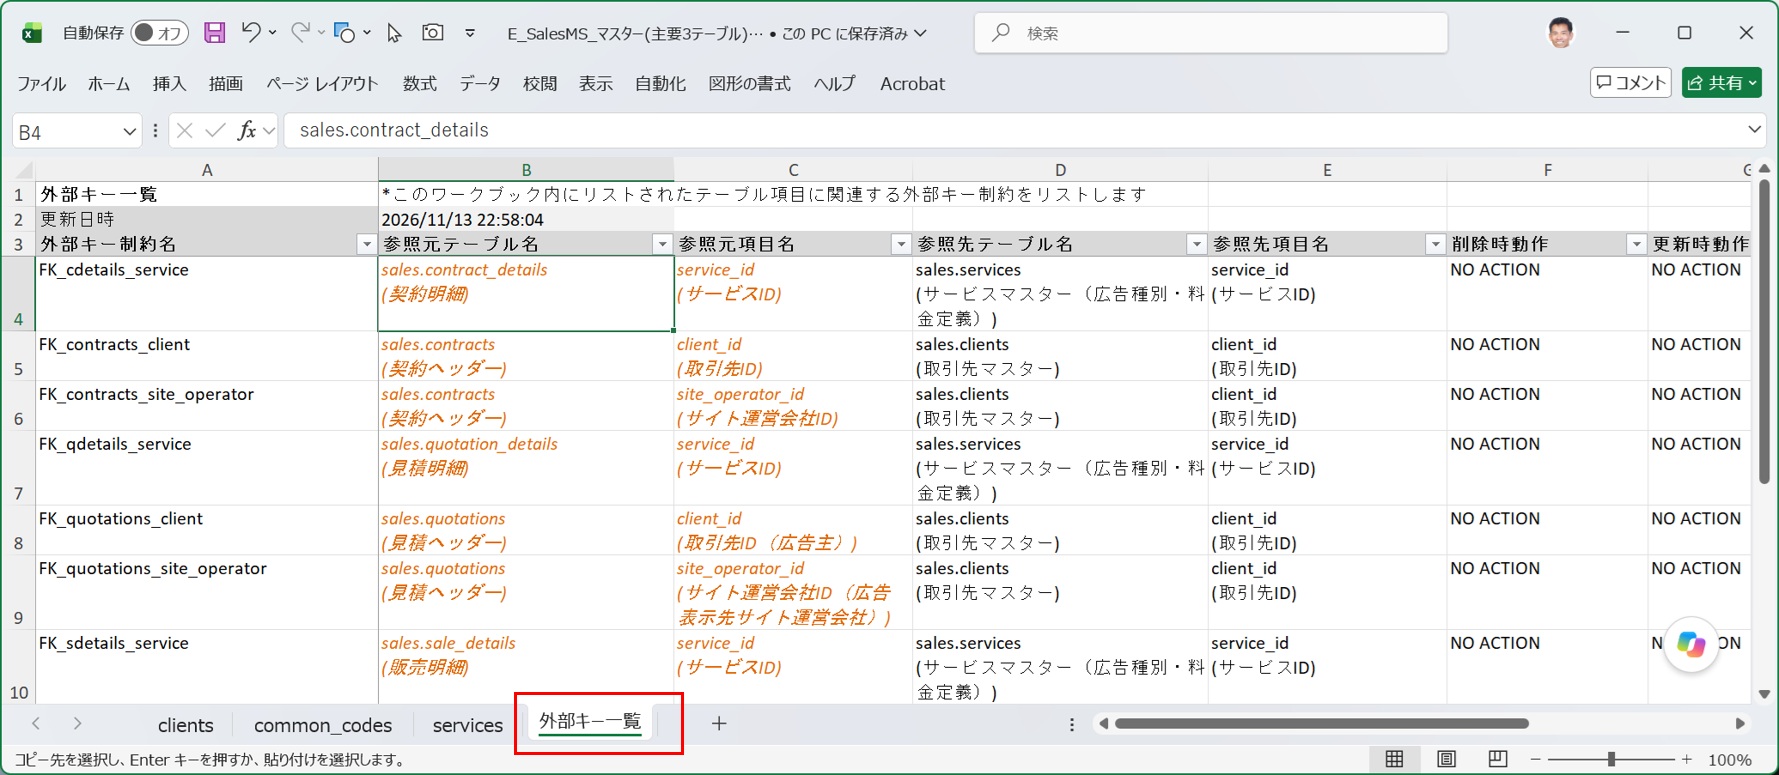 自動保存 オフ E_SalesMS_マスター(主要3テーブル)… • この PC に保存済み 検索
ファイル ホーム 挿入 描画 ページ レイアウト 数式 データ 校閲 表示 自動化 図形の書式 ヘルプ Acrobat コメント 共有
B4 fx sales.contract_details
A B C D E F G
1 外部キー一覧 *このワークブック内にリストされたテーブル項目に関連する外部キー制約をリストします
2 更新日時 2026/11/13 22:58:04
3 外部キー制約名 参照元テーブル名 参照元項目名 参照先テーブル名 参照先項目名 削除時動作 更新時動作
FK_cdetails_service sales.contract_details service_id sales.services service_id NO ACTION NO ACTION
(契約明細) (サービスID) (サービスマスター（広告種別・料 (サービスID)
4 金定義）)
FK_contracts_client sales.contracts client_id sales.clients client_id NO ACTION NO ACTION
5 (契約ヘッダー) (取引先ID) (取引先マスター) (取引先ID)
FK_contracts_site_operator sales.contracts site_operator_id sales.clients client_id NO ACTION NO ACTION
6 (契約ヘッダー) (サイト運営会社ID) (取引先マスター) (取引先ID)
FK_qdetails_service sales.quotation_details service_id sales.services service_id NO ACTION NO ACTION
(見積明細) (サービスID) (サービスマスター（広告種別・料 (サービスID)
7 金定義）)
FK_quotations_client sales.quotations client_id sales.clients client_id NO ACTION NO ACTION
8 (見積ヘッダー) (取引先ID（広告主）) (取引先マスター) (取引先ID)
FK_quotations_site_operator sales.quotations site_operator_id sales.clients client_id NO ACTION NO ACTION
(見積ヘッダー) (サイト運営会社ID（広告 (取引先マスター) (取引先ID)
9 表示先サイト運営会社）)
FK_sdetails_service sales.sale_details service_id sales.services service_id NO ACTION N ON
(販売明細) (サービスID) (サービスマスター（広告種別・料 (サービスID)
10 金定義）)
clients common_codes services 外部キー一覧
コピー先を選択し、Enter キーを押すか、貼り付けを選択します。 100%